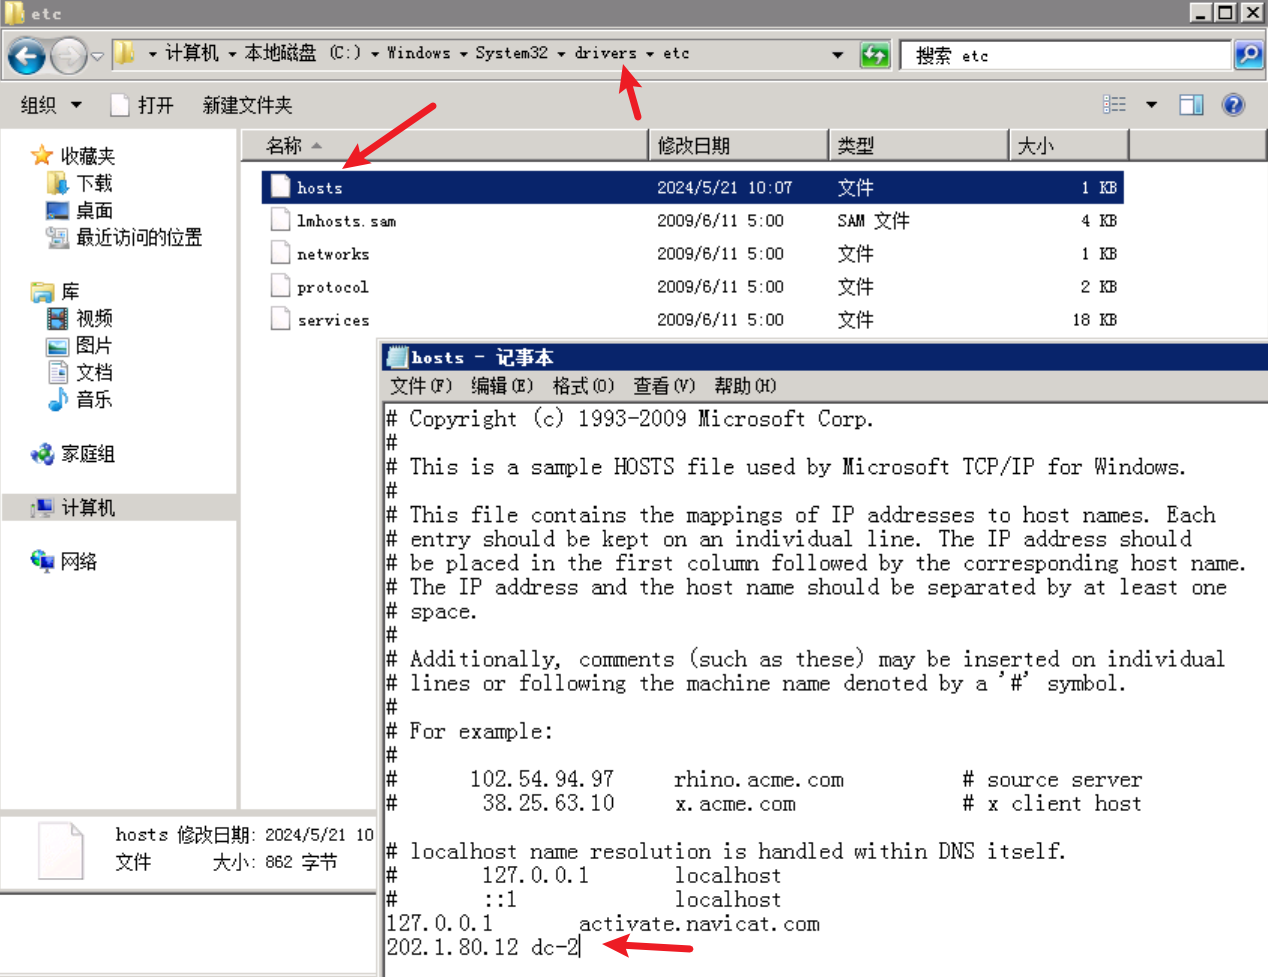 etc
计算机 本地磁盘 (C:) Windows System32 drivers etc
搜索 etc
组织 打开 新建文件夹
名称 修改日期 类型 大小
收藏夹
下载
桌面
最近访问的位置
库
视频
图片
文档
音乐
家庭组
计算机
网络
hosts 2024/5/21 10:07 文件 1 KB
lmhosts.sam 2009/6/11 5:00 SAM 文件 4 KB
networks 2009/6/11 5:00 文件 1 KB
protocol 2009/6/11 5:00 文件 2 KB
services 2009/6/11 5:00 文件 18 KB
hosts 修改日期: 2024/5/21 10
文件 大小: 862 字节
hosts - 记事本
文件(F) 编辑(E) 格式(O) 查看(V) 帮助(H)
# Copyright (c) 1993-2009 Microsoft Corp.
#
# This is a sample HOSTS file used by Microsoft TCP/IP for Windows.
#
# This file contains the mappings of IP addresses to host names. Each
# entry should be kept on an individual line. The IP address should
# be placed in the first column followed by the corresponding host name.
# The IP address and the host name should be separated by at least one
# space.
#
# Additionally, comments (such as these) may be inserted on individual
# lines or following the machine name denoted by a '#' symbol.
#
# For example:
#
# 102.54.94.97 rhino.acme.com # source server
# 38.25.63.10 x.acme.com # x client host
# localhost name resolution is handled within DNS itself.
# 127.0.0.1 localhost
# ::1 localhost
127.0.0.1 activate.navicat.com
202.1.80.12 dc-2